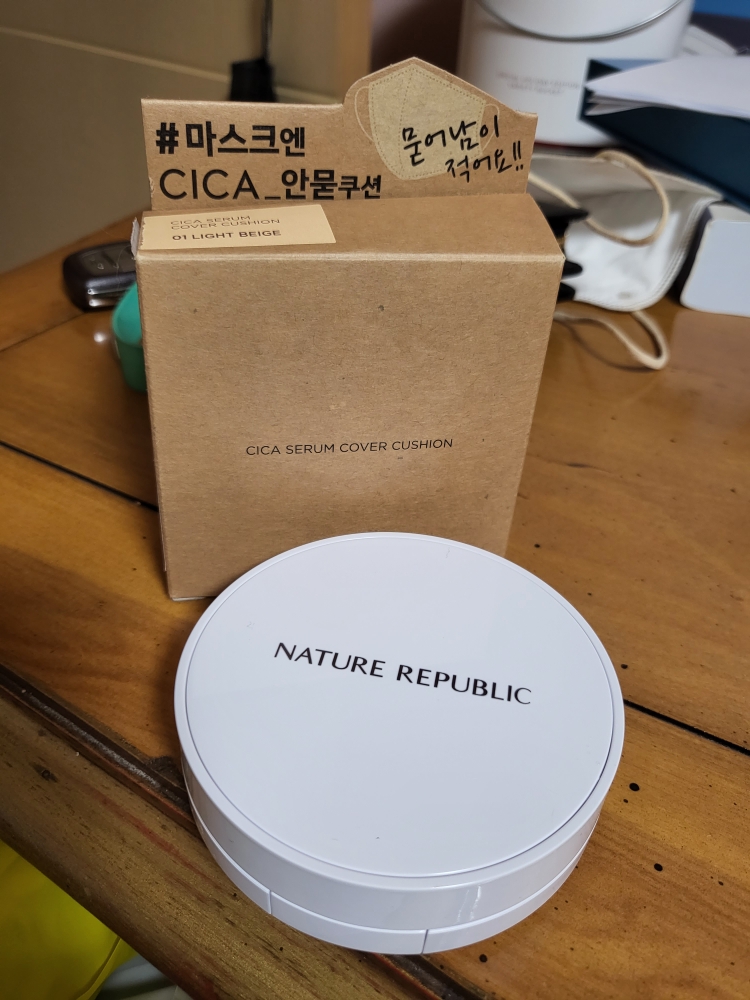 #마스크엔
CICA_안묻쿠션
묻어남이
적어요!!
CICA SERUM
COVER CUSHION
01 LIGHT BEIGE
CICA SERUM COVER CUSHION
NATURE REPUBLIC